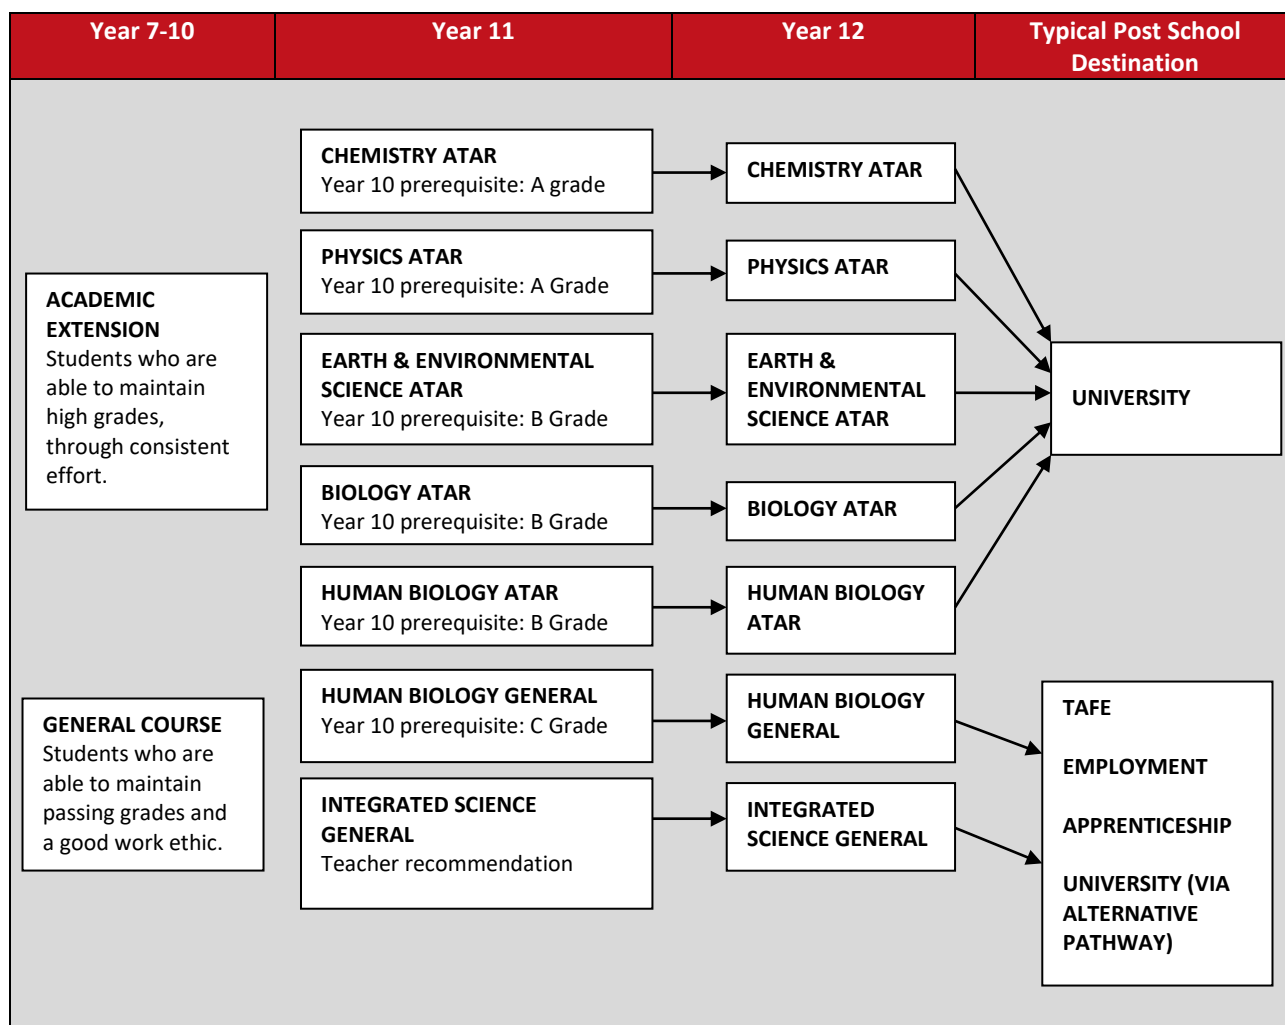 Year 7-10
Year 11
Year 12
Typical Post School
Destination
ACADEMIC
EXTENSION
Students who are
able to maintain
high grades,
through consistent
effort.
GENERAL COURSE
Students who are
able to maintain
passing grades and
a good work ethic.
CHEMISTRY ATAR
Year 10 prerequisite: A grade
PHYSICS ATAR
Year 10 prerequisite: A Grade
EARTH & ENVIRONMENTAL
SCIENCE ATAR
Year 10 prerequisite: B Grade
BIOLOGY ATAR
Year 10 prerequisite: B Grade
HUMAN BIOLOGY ATAR
Year 10 prerequisite: B Grade
HUMAN BIOLOGY GENERAL
Year 10 prerequisite: C Grade
INTEGRATED SCIENCE
GENERAL
Teacher recommendation
CHEMISTRY ATAR
PHYSICS ATAR
EARTH &
ENVIRONMENTAL
SCIENCE ATAR
BIOLOGY ATAR
HUMAN BIOLOGY
ATAR
HUMAN BIOLOGY
GENERAL
INTEGRATED
SCIENCE GENERAL
UNIVERSITY
TAFE
EMPLOYMENT
APPRENTICESHIP
UNIVERSITY (VIA
ALTERNATIVE
PATHWAY)